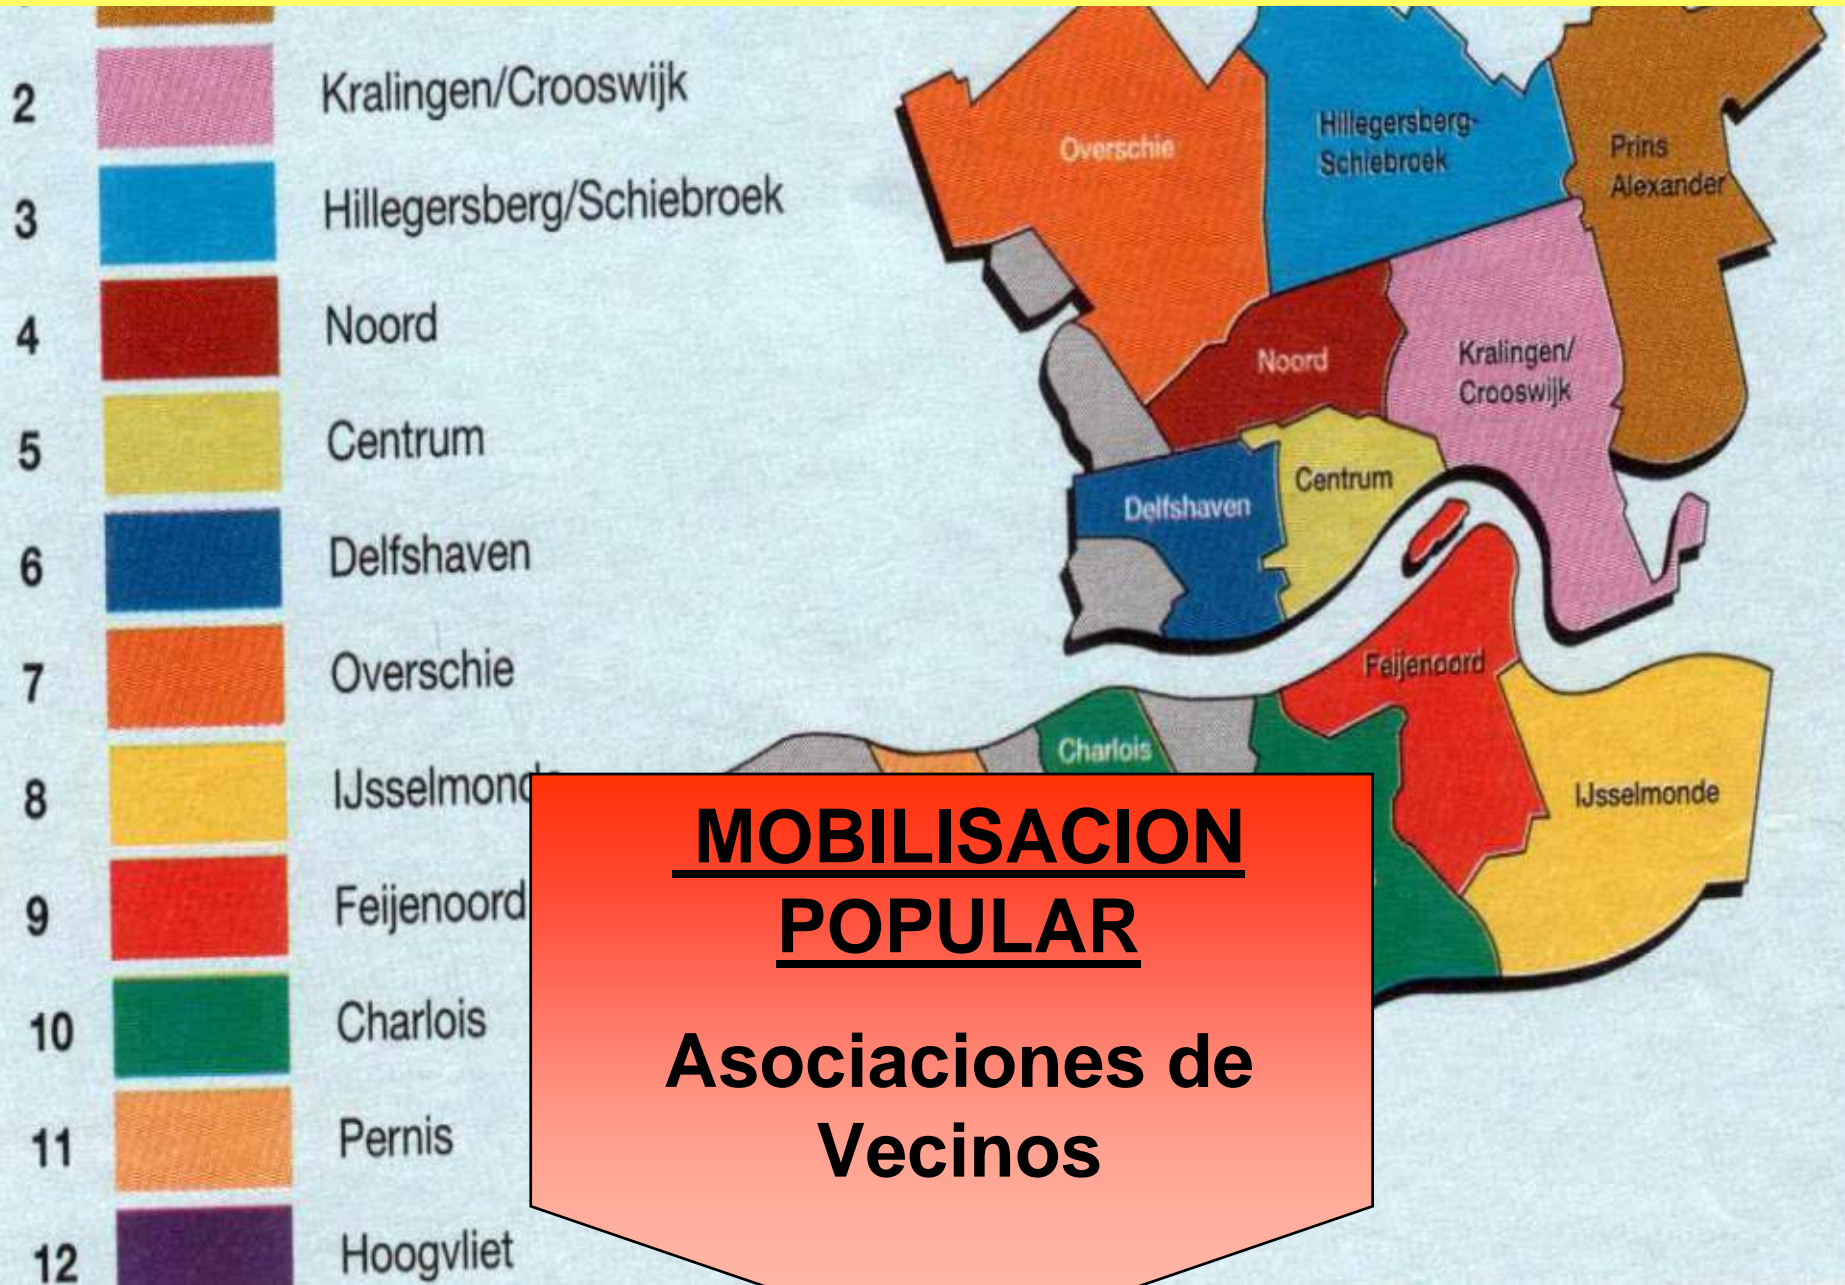 2 Kralingen/Crooswijk
3 Hillegersberg/Schiebroek
4 Noord
5 Centrum
6 Delfshaven
7 Overschie
8 IJsselmonde
9 Feijenoord
10 Charlois
11 Pernis
12 Hoogvliet
Overschie
Hillegersberg-
Schiebroek
Prins
Alexander
Noord
Kralingen/
Crooswijk
Centrum
Delfshaven
Feijenoord
Charlois
IJsselmonde
MOBILISACION
POPULAR
Asociaciones de
Vecinos